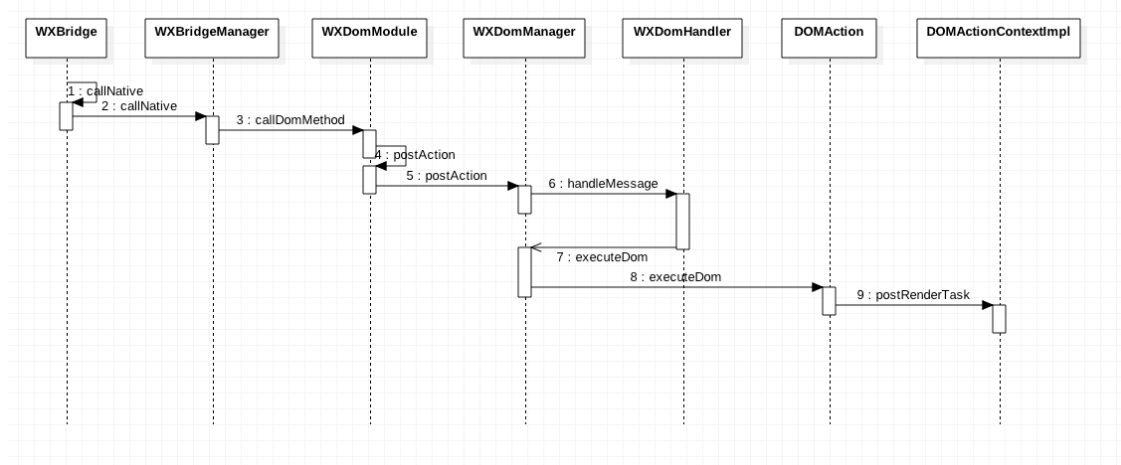 WXBridge
WXBridgeManager
WXDomModule
WXDomManager
WXDomHandler
DOMAction
DOMActionContextImpl
1 : callNative
2 : callNative
3 : callDomMethod
4 : postAction
5 : postAction
6 : handleMessage
7 : executeDom
8 : executeDom
9 : postRenderTask